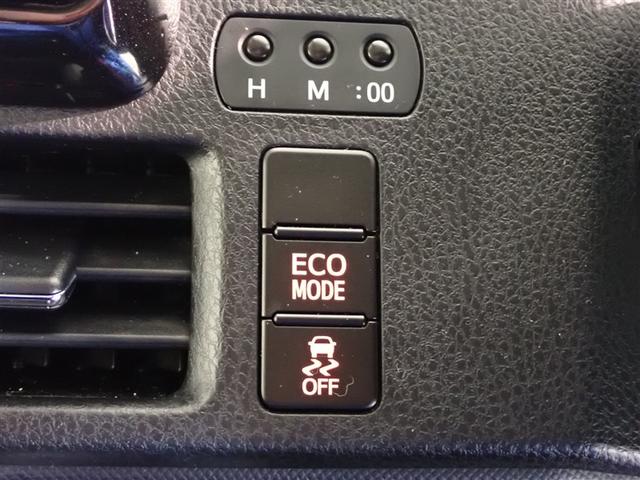 H M :00
ECO
MODE
OFF